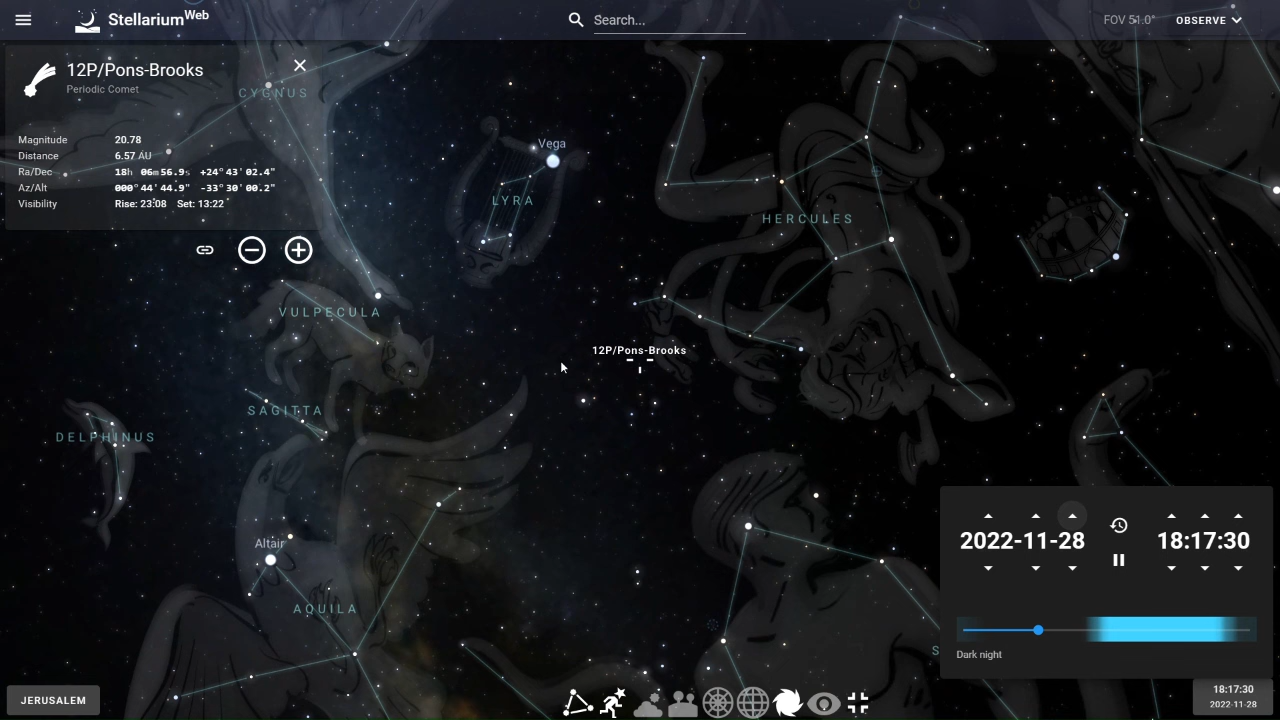 StellariumWeb
Search...
FOV 51.0°
OBSERVE
12P/Pons-Brooks
Periodic Comet
Magnitude 20.78
Distance 6.57 AU
Ra/Dec 18h 06m 56.9s +24° 43' 02.4"
Az/Alt 000° 44' 44.9" -33° 30' 00.2"
Visibility Rise: 23:08 Set: 13:22
CYGNUS
Vega
LYRA
HERCULES
VULPECULA
12P/Pons-Brooks
SAGITTA
DELPHINUS
Altair
AQUILA
S
2022-11-28
18:17:30
Dark night
JERUSALEM
18:17:30
2022-11-28